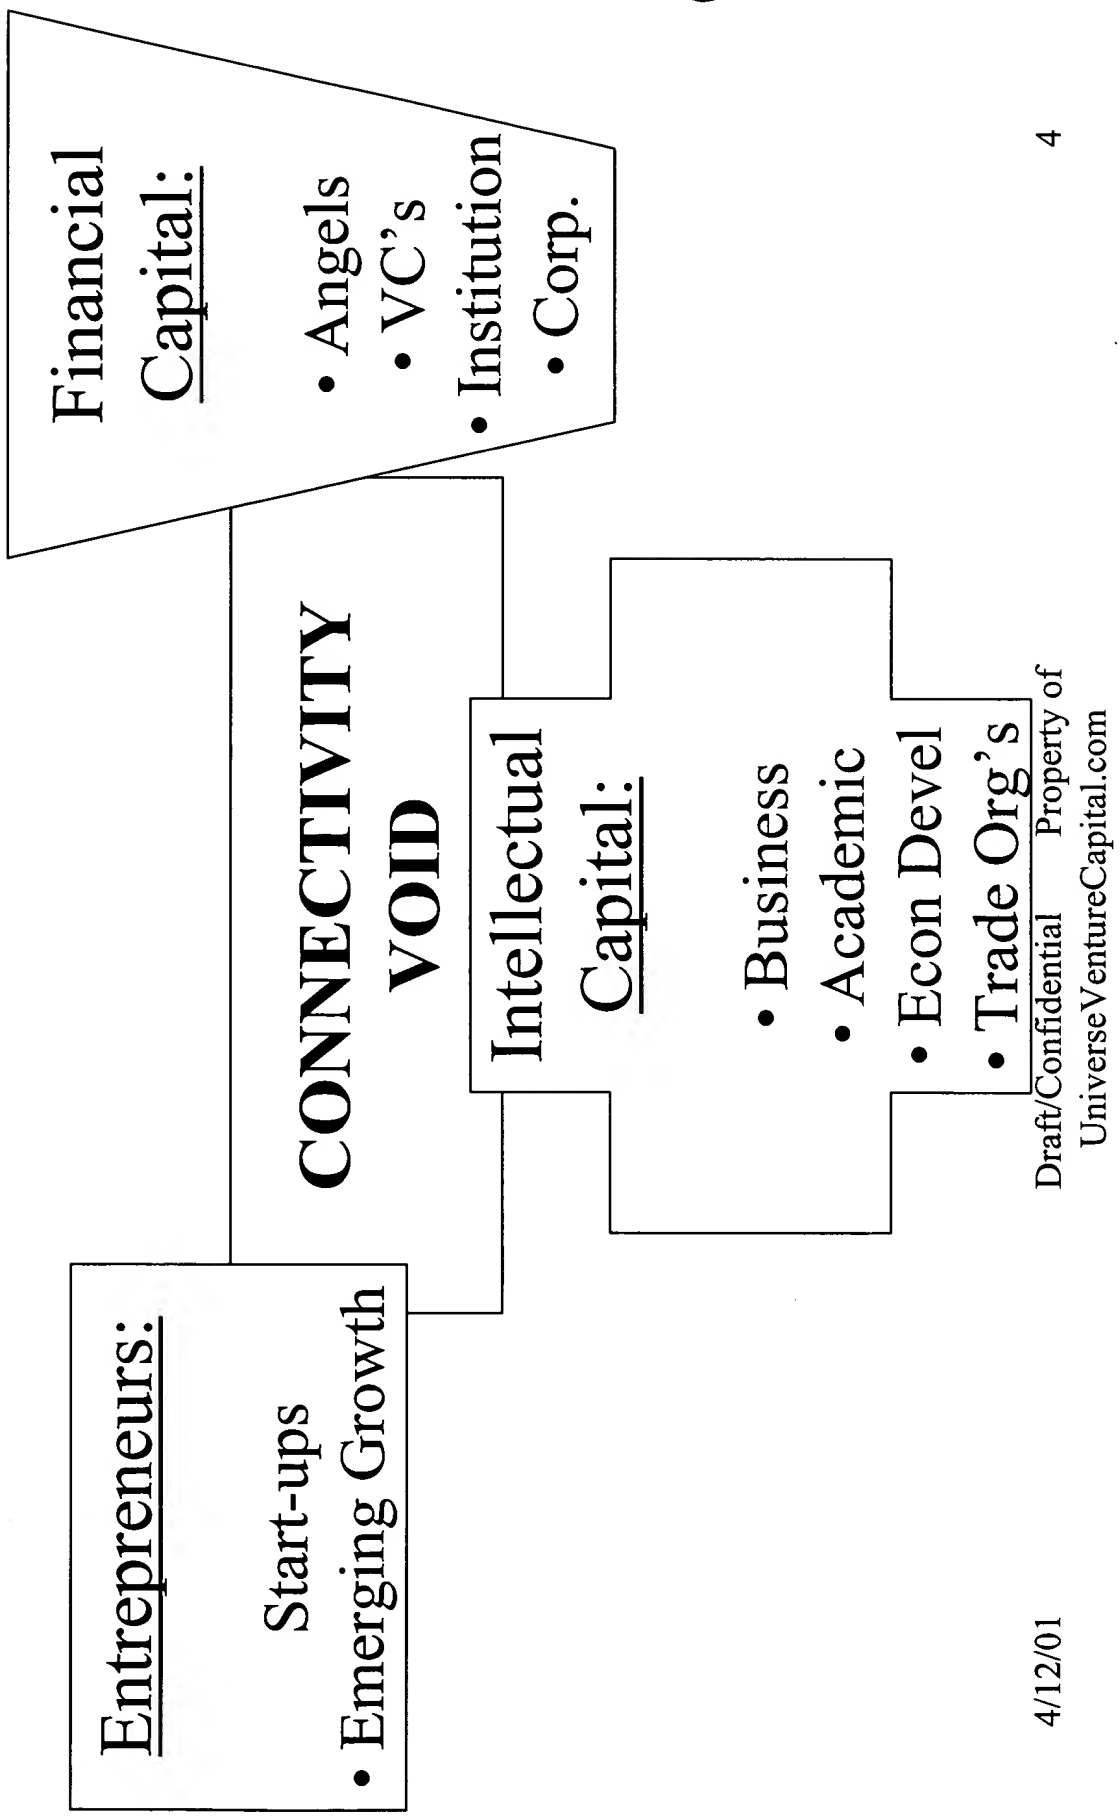 Entrepreneurs:
Start-ups
• Emerging Growth
CONNECTIVITY
VOID
Financial
Capital:
• Angels
• VC's
• Institution
• Corp.
Intellectual
Capital:
• Business
• Academic
• Econ Devel
• Trade Org's
4/12/01
Draft/Confidential Property of
UniverseVentureCapital.com
4